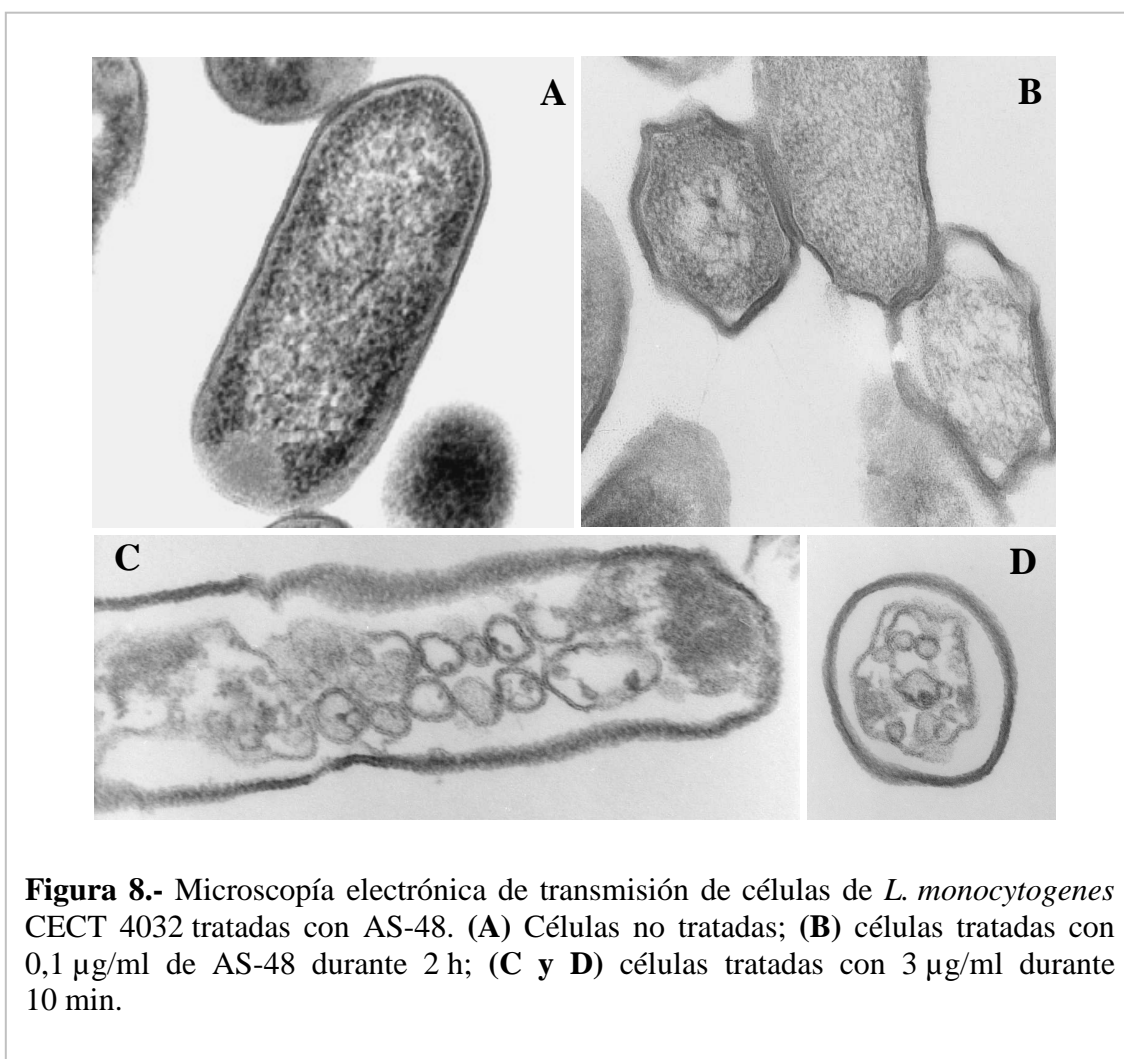 A
B
C
D
Figura 8.- Microscopía electrónica de transmisión de células de L. monocytogenes
CECT 4032 tratadas con AS-48. (A) Células no tratadas; (B) células tratadas con
0,1 µg/ml de AS-48 durante 2 h; (C y D) células tratadas con 3 µg/ml durante
10 min.